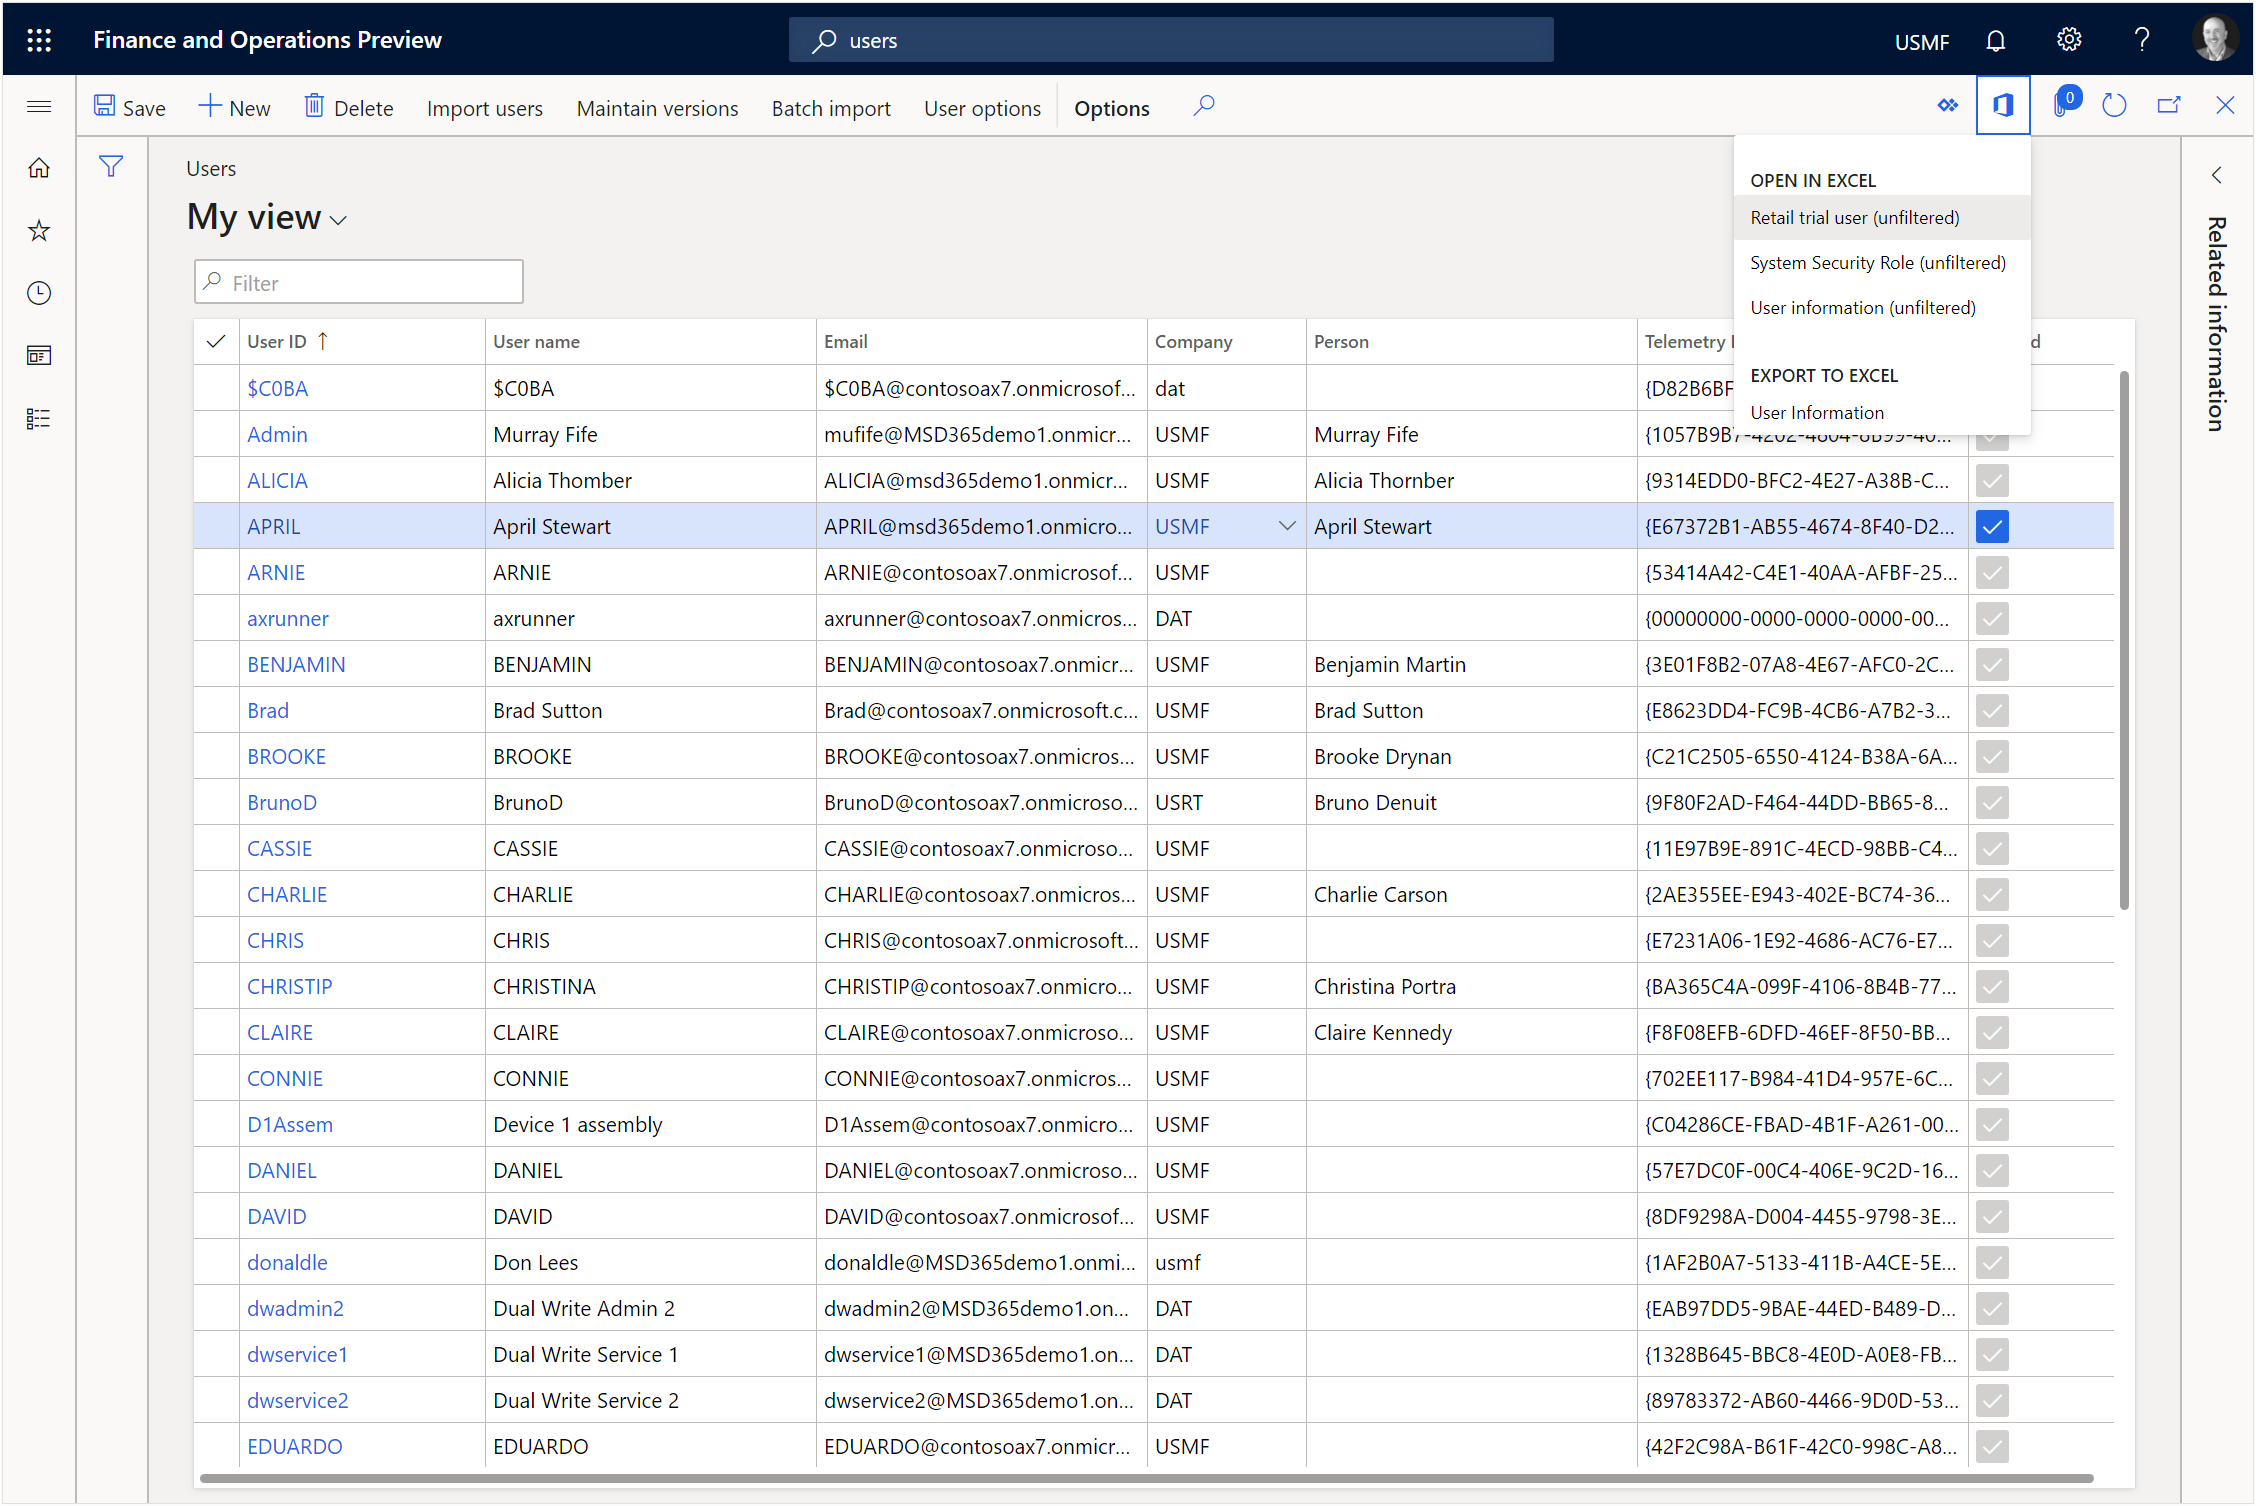 Finance and Operations Preview
users
USMF
Save
New
Delete
Import users
Maintain versions
Batch import
User options
Options
0
Users
My view
Filter
OPEN IN EXCEL
Retail trial user (unfiltered)
System Security Role (unfiltered)
User information (unfiltered)
EXPORT TO EXCEL
User Information
Related information
User ID User name Email Company Person Telemetry d
$C0BA $C0BA $C0BA@contosoax7.onmicrosof... dat {D82B6BF
Admin Murray Fife mufife@MSD365demo1.onmicr... USMF Murray Fife {1057B9B7-4202-4804-8B99-40...
ALICIA Alicia Thomber ALICIA@msd365demo1.onmicr... USMF Alicia Thornber {9314EDD0-BFC2-4E27-A38B-C...
APRIL April Stewart APRIL@msd365demo1.onmicro... USMF April Stewart {E67372B1-AB55-4674-8F40-D2...
ARNIE ARNIE ARNIE@contosoax7.onmicrosof... USMF {53414A42-C4E1-40AA-AFBF-25...
axrunner axrunner axrunner@contosoax7.onmicros... DAT {00000000-0000-0000-0000-00...
BENJAMIN BENJAMIN BENJAMIN@contosoax7.onmicr... USMF Benjamin Martin {3E01F8B2-07A8-4E67-AFC0-2C...
Brad Brad Sutton Brad@contosoax7.onmicrosoft.c... USMF Brad Sutton {E8623DD4-FC9B-4CB6-A7B2-3...
BROOKE BROOKE BROOKE@contosoax7.onmicros... USMF Brooke Drynan {C21C2505-6550-4124-B38A-6A...
BrunoD BrunoD BrunoD@contosoax7.onmicroso... USRT Bruno Denuit {9F80F2AD-F464-44DD-BB65-8...
CASSIE CASSIE CASSIE@contosoax7.onmicroso... USMF {11E97B9E-891C-4ECD-98BB-C4...
CHARLIE CHARLIE CHARLIE@contosoax7.onmicros... USMF Charlie Carson {2AE355EE-E943-402E-BC74-36...
CHRIS CHRIS CHRIS@contosoax7.onmicrosoft... USMF {E7231A06-1E92-4686-AC76-E7...
CHRISTIP CHRISTINA CHRISTIP@contosoax7.onmicro... USMF Christina Portra {BA365C4A-099F-4106-8B4B-77...
CLAIRE CLAIRE CLAIRE@contosoax7.onmicroso... USMF Claire Kennedy {F8F08EFB-6DFD-46EF-8F50-BB...
CONNIE CONNIE CONNIE@contosoax7.onmicros... USMF {702EE117-B984-41D4-957E-6C...
D1Assem Device 1 assembly D1Assem@contosoax7.onmicro... USMF {C04286CE-FBAD-4B1F-A261-00...
DANIEL DANIEL DANIEL@contosoax7.onmicroso... USMF {57E7DC0F-00C4-406E-9C2D-16...
DAVID DAVID DAVID@contosoax7.onmicrosof... USMF {8DF9298A-D004-4455-9798-3E...
donaldle Don Lees donaldle@MSD365demo1.onmi... usmf {1AF2B0A7-5133-411B-A4CE-5E...
dwadmin2 Dual Write Admin 2 dwadmin2@MSD365demo1.on... DAT {EAB97DD5-9BAE-44ED-B489-D...
dwservice1 Dual Write Service 1 dwservice1@MSD365demo1.on... DAT {1328B645-BBC8-4E0D-A0E8-FB...
dwservice2 Dual Write Service 2 dwservice2@MSD365demo1.on... DAT {89783372-AB60-4466-9D0D-53...
EDUARDO EDUARDO EDUARDO@contosoax7.onmicr... USMF {42F2C98A-B61F-42C0-998C-A8...